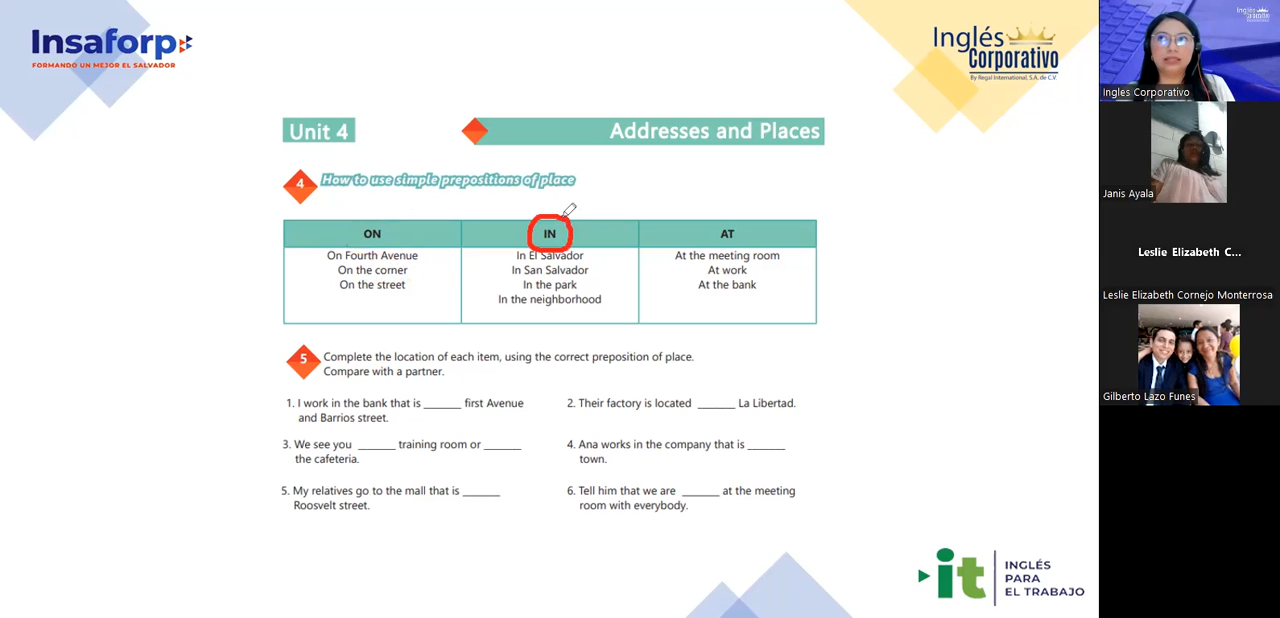 Insaforp
FORMANDO UN MEJOR EL SALVADOR
Inglés
Corporativo
By Regal International, S.A. de C.V.
Unit 4
Addresses and Places
4
How to use simple prepositions of place
ON
IN
AT
On Fourth Avenue
On the corner
On the street
In El Salvador
In San Salvador
In the park
In the neighborhood
At the meeting room
At work
At the bank
5
Complete the location of each item, using the correct preposition of place.
Compare with a partner.
1. I work in the bank that is _______ first Avenue
and Barrios street.
2. Their factory is located _______ La Libertad.
3. We see you _______ training room or _______
the cafeteria.
4. Ana works in the company that is _______
town.
5. My relatives go to the mall that is _______
Roosvelt street.
6. Tell him that we are _______ at the meeting
room with everybody.
it
INGLÉS
PARA
EL TRABAJO
Inglés
Ingles Corporativo
Janis Ayala
Leslie Elizabeth C...
Leslie Elizabeth Cornejo Monterrosa
Gilberto Lazo Funes